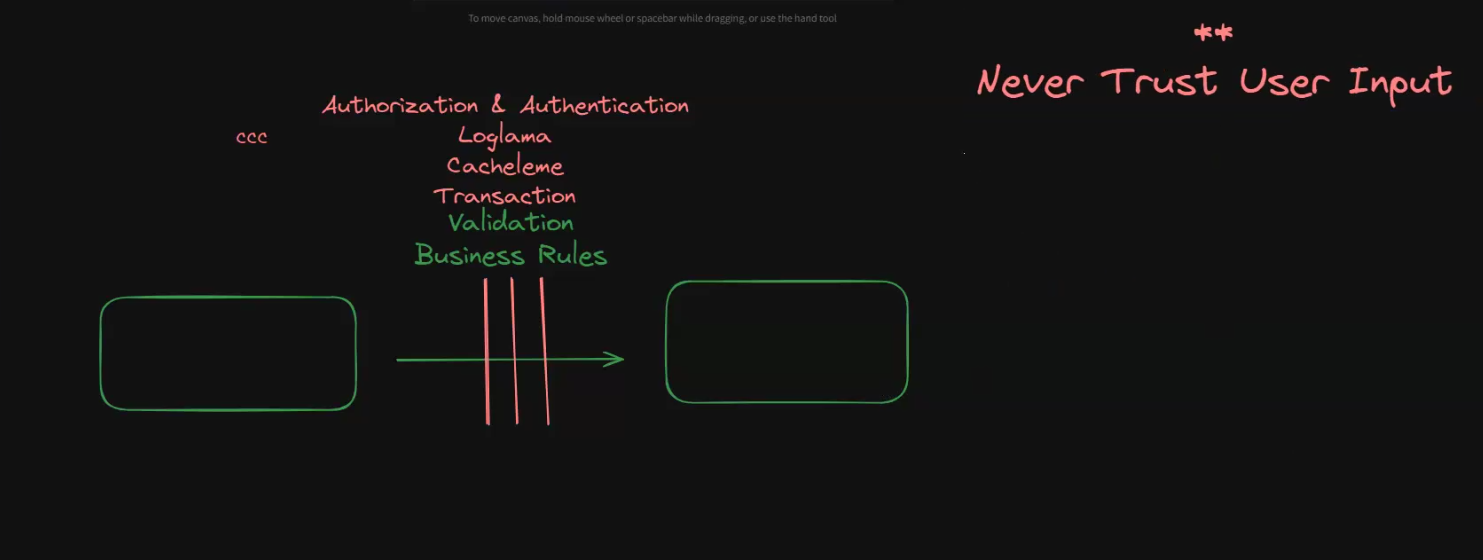 To move canvas, hold mouse wheel or spacebar while dragging, or use the hand tool
**
Never Trust User Input
Authorization & Authentication
ccc
Loglama
Cacheleme
Transaction
Validation
Business Rules